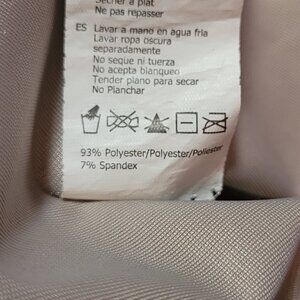 Sécher à plat
Ne pas repasser
ES Lavar a mano en agua fria
Lavar ropa oscura
separadamente
No seque ni tuerza
No acepta blanqueo
Tender plano para secar
No Planchar
93% Polyester/Polyester/Poliester
7% Spandex